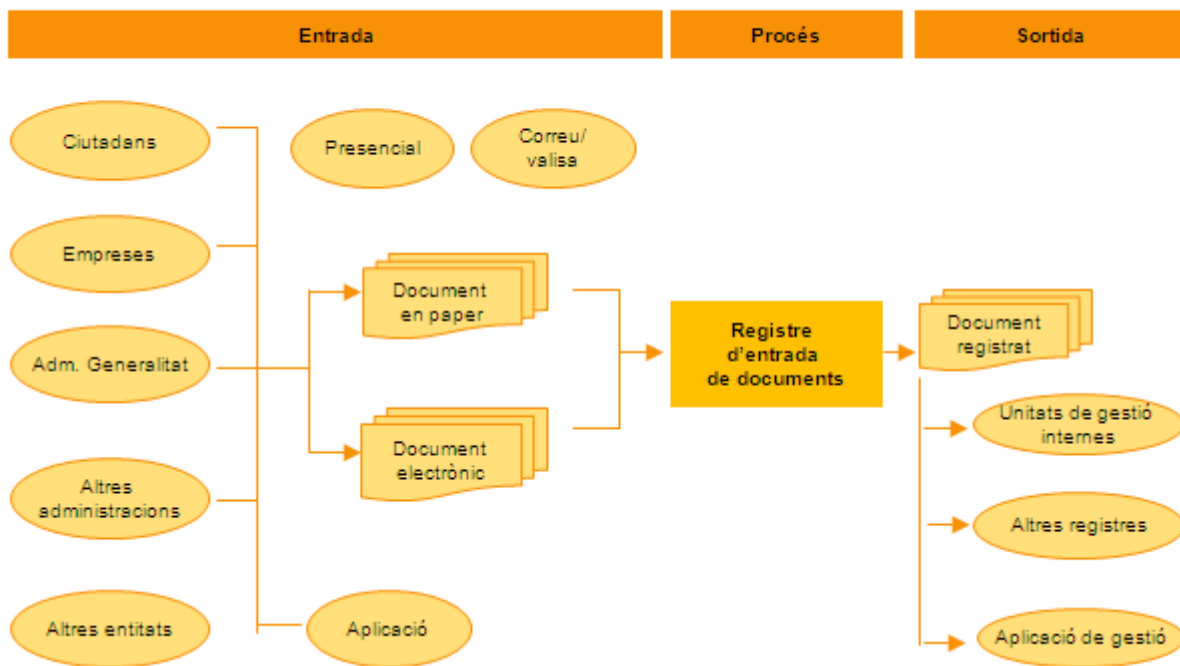 Entrada
Procés
Sortida
Ciutadans
Presencial
Correu/
valisa
Empreses
Document
en paper
Adm. Generalitat
Registre
d'entrada
de documents
Document
registrat
Unitats de gestió
internes
Document
electrònic
Altres
administracions
Altres registres
Altres entitats
Aplicació
Aplicació de gestió